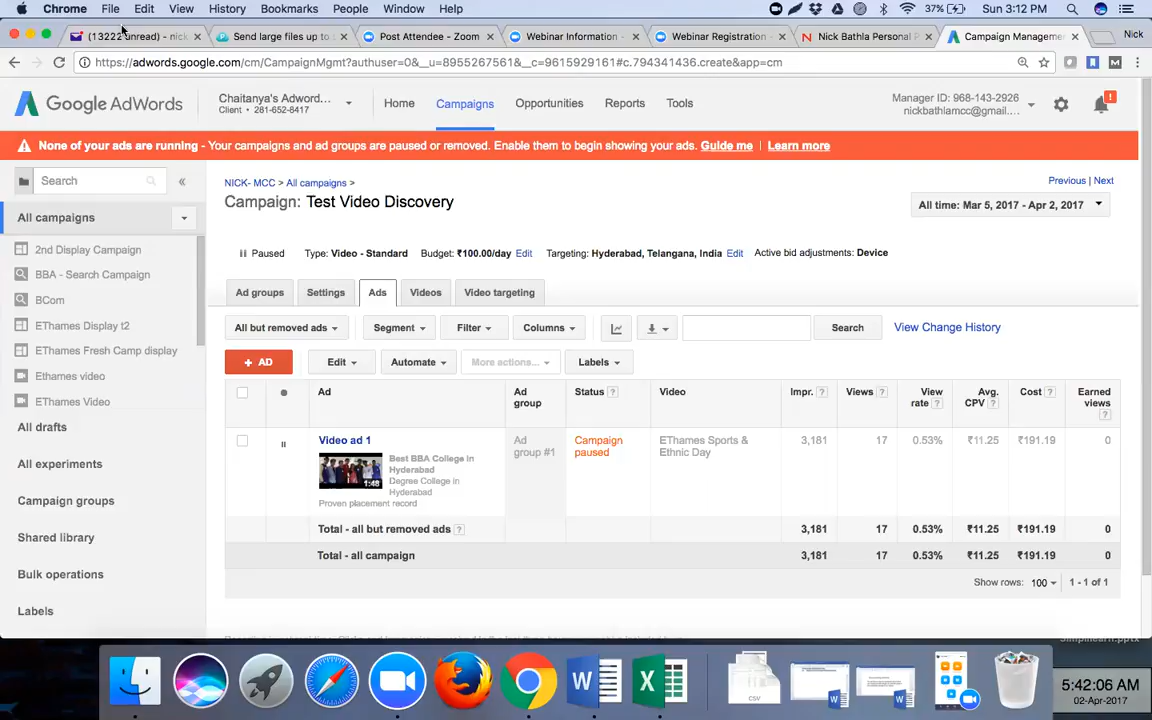 Chrome File Edit View History Bookmarks People Window Help 37% Sun 3:12 PM
(13222 unread) - nick Send large files up to Post Attendee - Zoom Webinar Information - Webinar Registration - Nick Bathla Personal P Campaign Manageme Nick
https://adwords.google.com/cm/CampaignMgmt?authuser=0&__u=8955267561&__c=9615929161#c.794341436.create&app=cm
Google AdWords
Chaitanya's Adword...
Client • 281-652-8417
Home Campaigns Opportunities Reports Tools
Manager ID: 968-143-2926
nickbathlamcc@gmail....
None of your ads are running - Your campaigns and ad groups are paused or removed. Enable them to begin showing your ads. Guide me | Learn more
Search
All campaigns
2nd Display Campaign
BBA - Search Campaign
BCom
EThames Display t2
EThames Fresh Camp display
Ethames video
EThames Video
All drafts
All experiments
Campaign groups
Shared library
Bulk operations
Labels
NICK- MCC > All campaigns >
Previous | Next
Campaign: Test Video Discovery
All time: Mar 5, 2017 - Apr 2, 2017
Paused Type: Video - Standard Budget: ₹100.00/day Edit Targeting: Hyderabad, Telangana, India Edit Active bid adjustments: Device
Ad groups Settings Ads Videos Video targeting
All but removed ads Segment Filter Columns Search View Change History
+ AD Edit Automate More actions... Labels
Ad Ad group Status ? Video Impr. ? Views ? View rate ? Avg. CPV ? Cost ? Earned views ?
Video ad 1
Best BBA College in
Hyderabad
Degree College in
Hyderabad
1:48
Proven placement record
Ad group #1
Campaign paused
EThames Sports & Ethnic Day
3,181 17 0.53% ₹11.25 ₹191.19 0
Total - all but removed ads ? 3,181 17 0.53% ₹11.25 ₹191.19 0
Total - all campaign 3,181 17 0.53% ₹11.25 ₹191.19 0
Show rows: 100 1 - 1 of 1
CSV
5:42:06 AM
02-Apr-2017